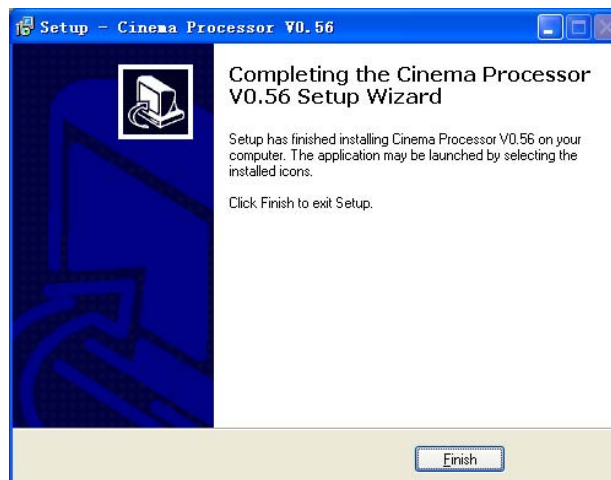 Setup - Cinema Processor V0.56
Completing the Cinema Processor
V0.56 Setup Wizard
Setup has finished installing Cinema Processor V0.56 on your
computer. The application may be launched by selecting the
installed icons.
Click Finish to exit Setup.
Finish